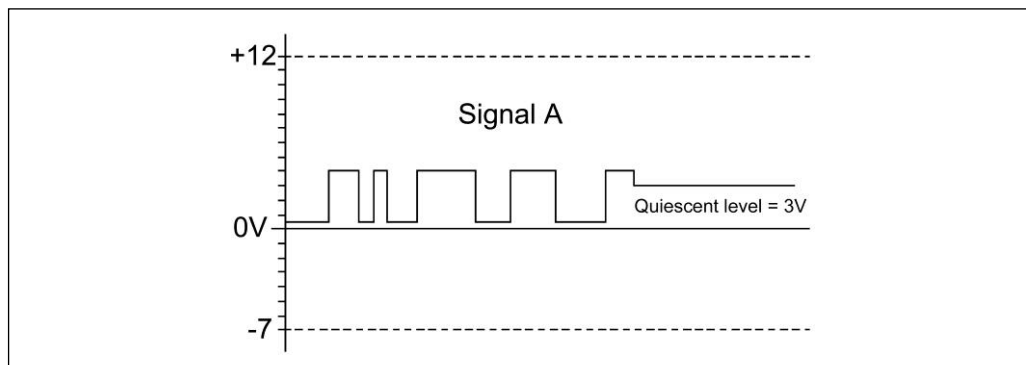 +12
Signal A
Quiescent level = 3V
0V
-7